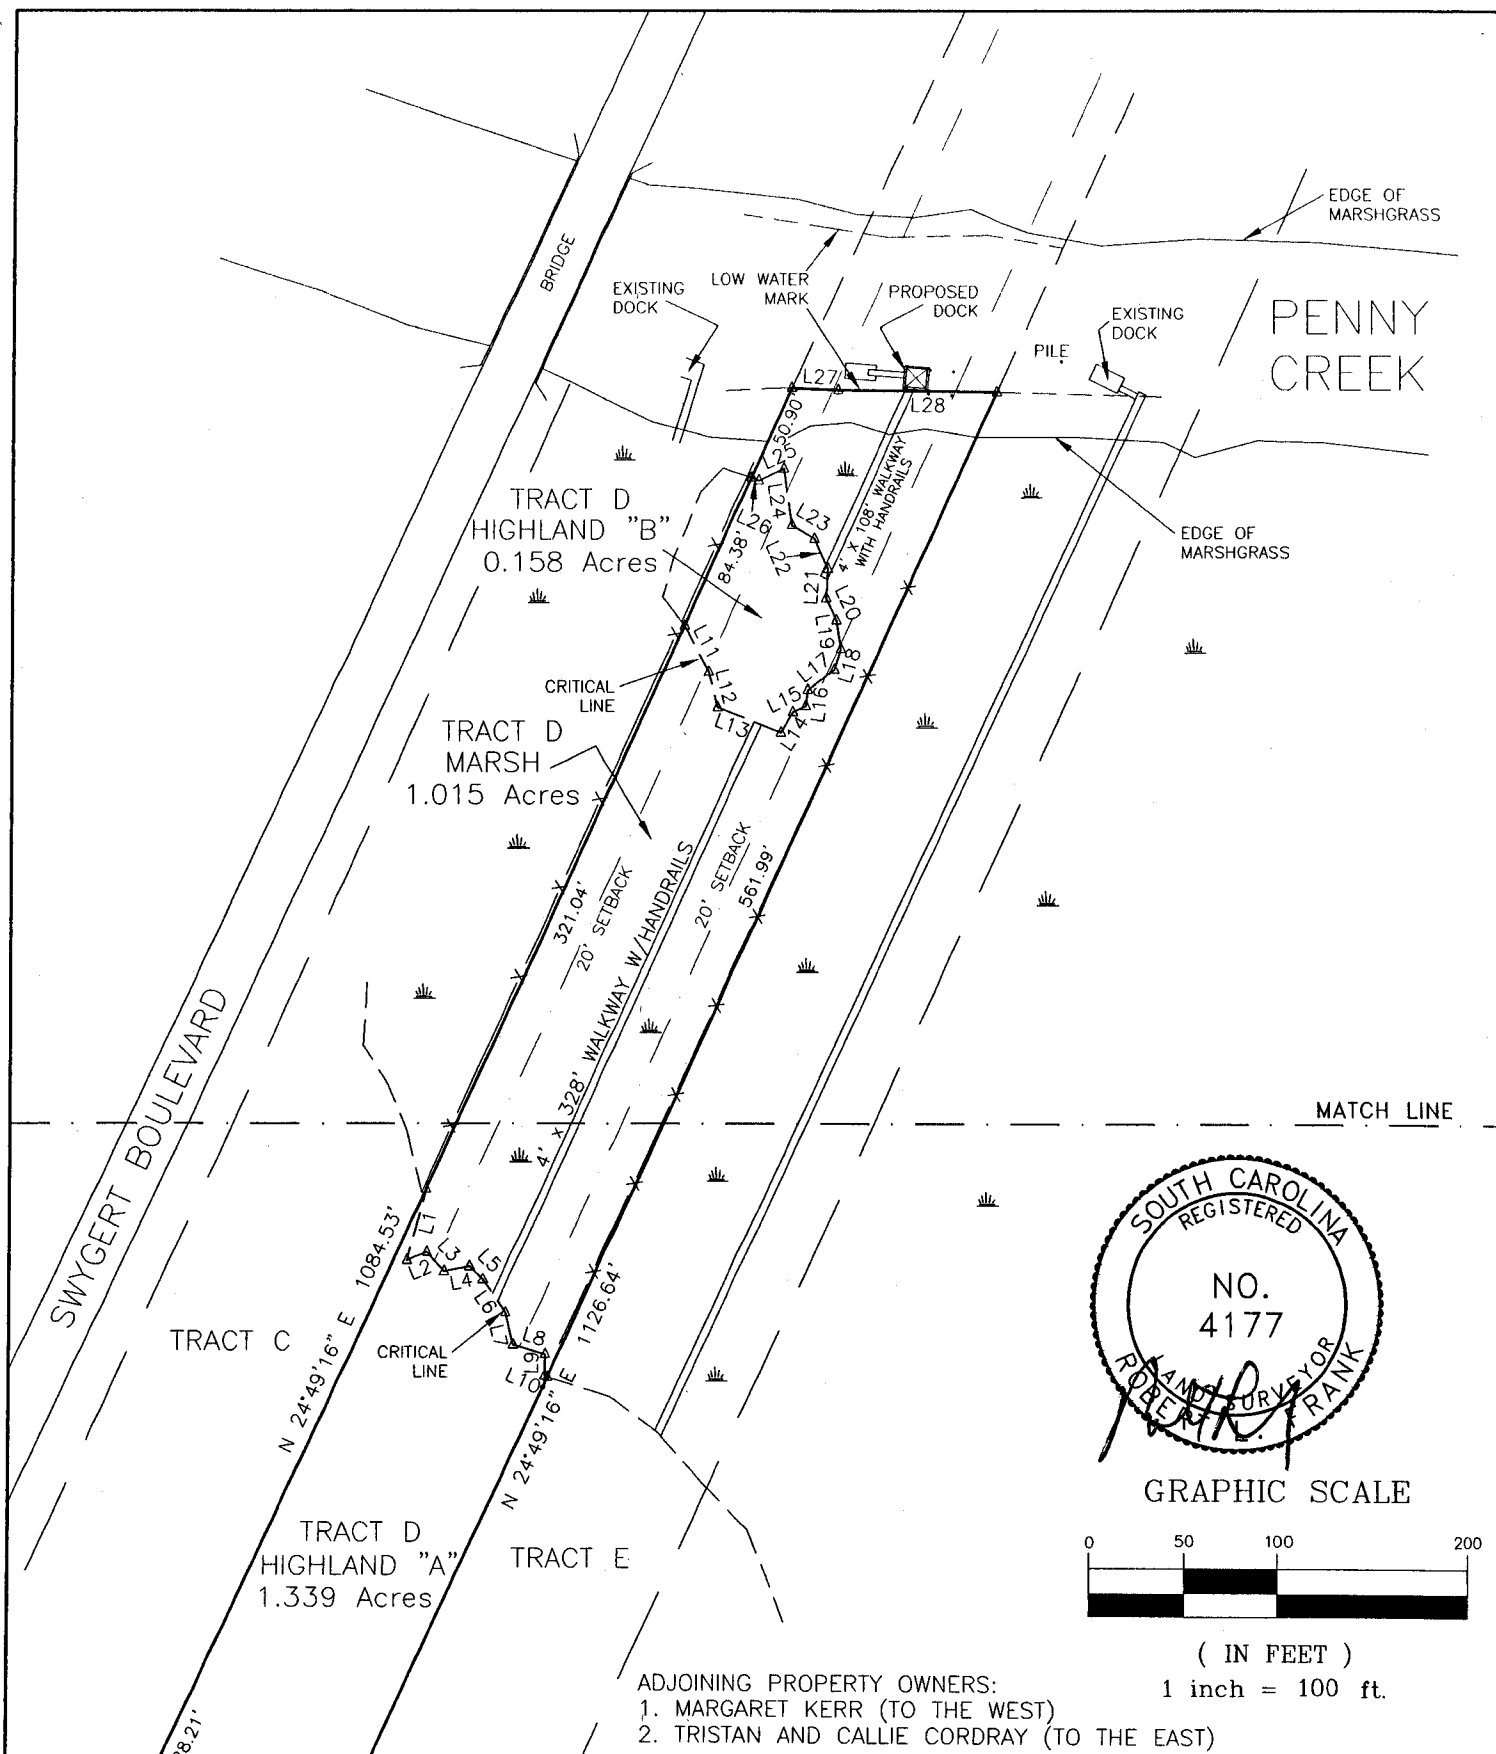 EDGE OF
MARSHGRASS
BRIDGE
EXISTING
DOCK
LOW WATER
MARK
PROPOSED
DOCK
PILE
EXISTING
DOCK
PENNY
CREEK
L27
L28
50.90
L25
L24
L26
L23
L22
4' x 108' WALKWAY
WITH HANDRAILS
EDGE OF
MARSHGRASS
TRACT D
HIGHLAND "B"
0.158 Acres
84.38'
L21
L20
L19
L18
L17
L16
L15
L14
L11
L12
L13
CRITICAL
LINE
TRACT D
MARSH
1.015 Acres
321.04'
20' SETBACK
4' x 328' WALKWAY W/HANDRAILS
20' SETBACK
561.99'
SWYGERT BOULEVARD
MATCH LINE
L1
L2
L3
L4
L5
L6
L7
L8
L9
L10
CRITICAL
LINE
N 24°49'16" E 1084.53'
N 24°49'16" E 1126.64'
TRACT C
TRACT D
HIGHLAND "A"
1.339 Acres
TRACT E
28.21'
SOUTH CAROLINA
REGISTERED
NO.
4177
LAND SURVEYOR
ROBERT L. FRANK
GRAPHIC SCALE
0 50 100 200
( IN FEET )
1 inch = 100 ft.
ADJOINING PROPERTY OWNERS:
1. MARGARET KERR (TO THE WEST)
2. TRISTAN AND CALLIE CORDRAY (TO THE EAST)